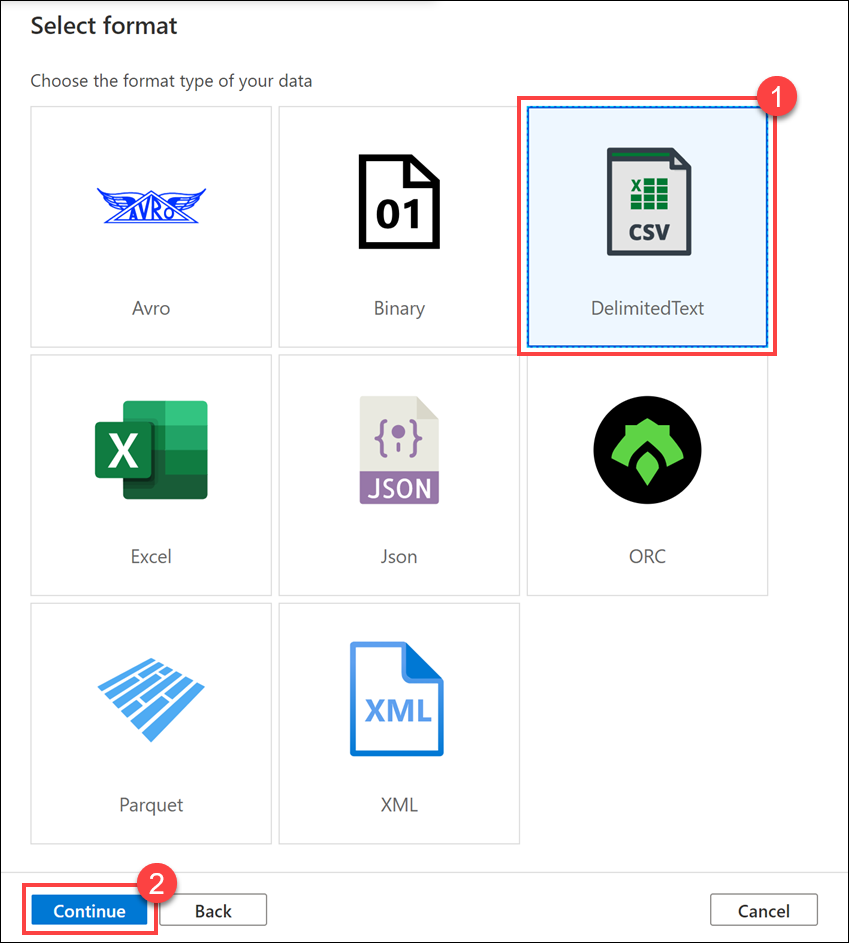 Select format
Choose the format type of your data
1
AVRO
01
X
CSV
Avro
Binary
DelimitedText
X
{ }
JSON
Excel
Json
ORC
XML
Parquet
XML
2
Continue
Back
Cancel